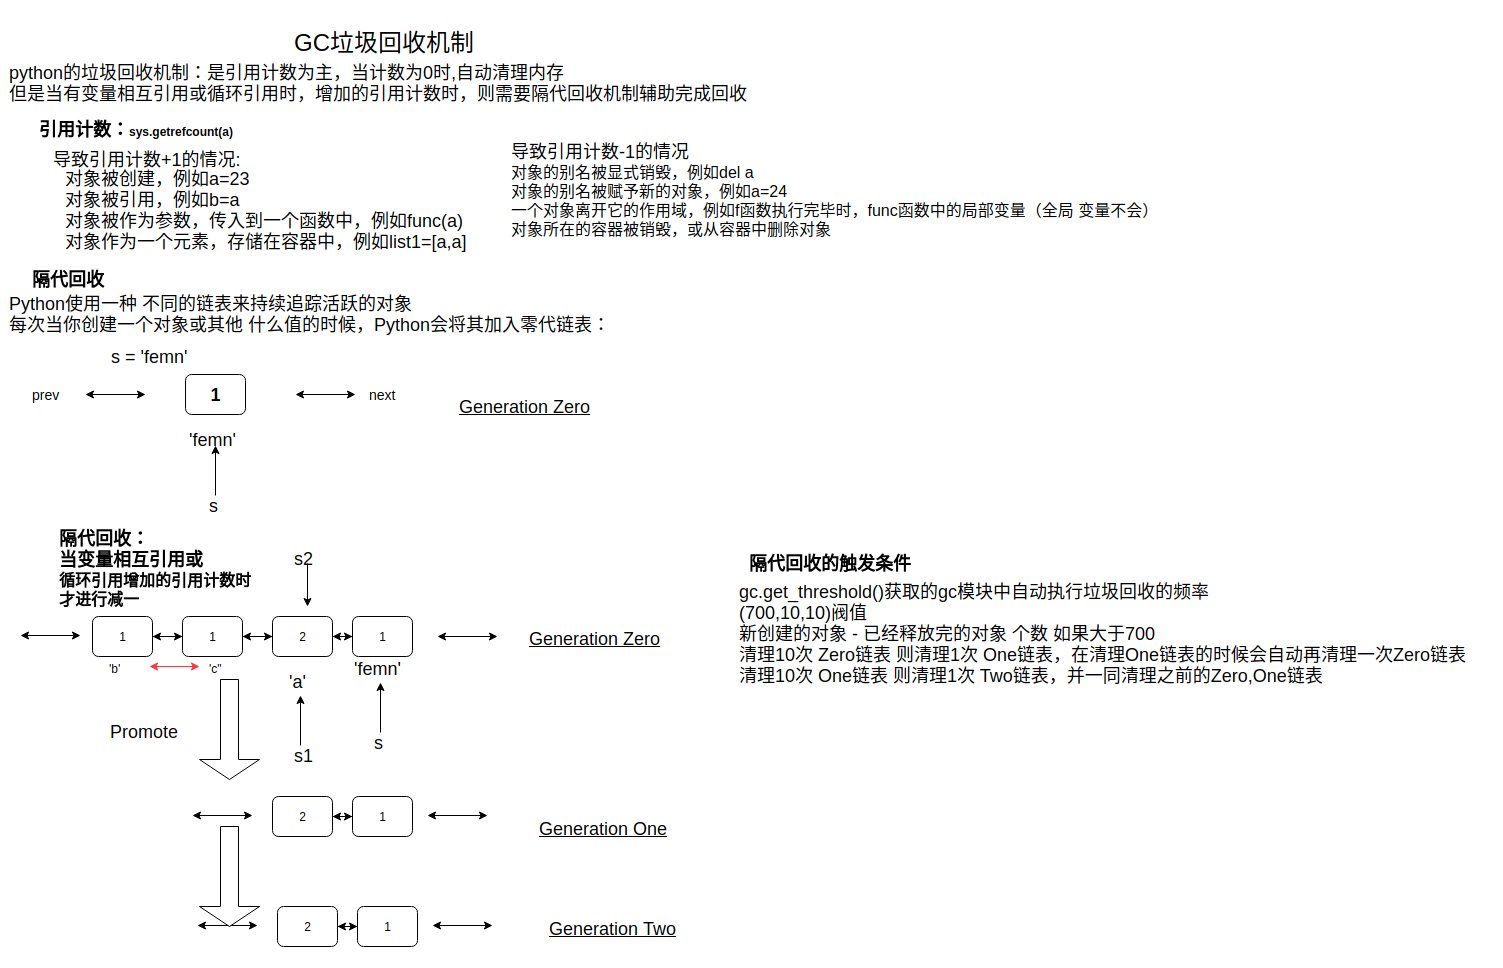 GC垃圾回收机制
python的垃圾回收机制：是引用计数为主，当计数为0时,自动清理内存
但是当有变量相互引用或循环引用时，增加的引用计数时，则需要隔代回收机制辅助完成回收
引用计数：sys.getrefcount(a)
导致引用计数+1的情况:
对象被创建，例如a=23
对象被引用，例如b=a
对象被作为参数，传入到一个函数中，例如func(a)
对象作为一个元素，存储在容器中，例如list1=[a,a]
导致引用计数-1的情况
对象的别名被显式销毁，例如del a
对象的别名被赋予新的对象，例如a=24
一个对象离开它的作用域，例如f函数执行完毕时，func函数中的局部变量（全局 变量不会）
对象所在的容器被销毁，或从容器中删除对象
隔代回收
Python使用一种 不同的链表来持续追踪活跃的对象
每次当你创建一个对象或其他 什么值的时候，Python会将其加入零代链表：
s = 'femn'
prev
1
next
Generation Zero
'femn'
s
隔代回收：
当变量相互引用或
循环引用增加的引用计数时
才进行减一
s2
1
1
2
1
Generation Zero
'b'
'c"
'a'
'femn'
s1
s
Promote
2
1
Generation One
2
1
Generation Two
隔代回收的触发条件
gc.get_threshold()获取的gc模块中自动执行垃圾回收的频率
(700,10,10)阀值
新创建的对象 - 已经释放完的对象 个数 如果大于700
清理10次 Zero链表 则清理1次 One链表，在清理One链表的时候会自动再清理一次Zero链表
清理10次 One链表 则清理1次 Two链表，并一同清理之前的Zero,One链表